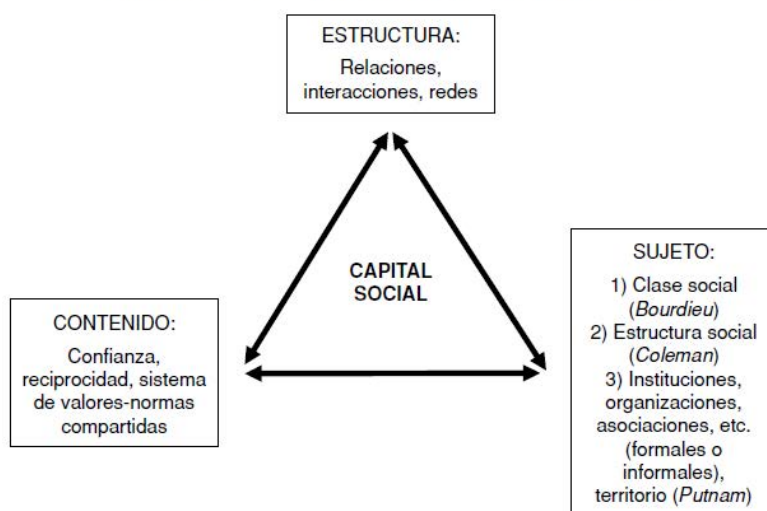 ESTRUCTURA:
Relaciones,
interacciones, redes
CAPITAL
SOCIAL
CONTENIDO:
Confianza,
reciprocidad, sistema
de valores-normas
compartidas
SUJETO:
1) Clase social
(Bourdieu)
2) Estructura social
(Coleman)
3) Instituciones,
organizaciones,
asociaciones, etc.
(formales o
informales),
territorio (Putnam)